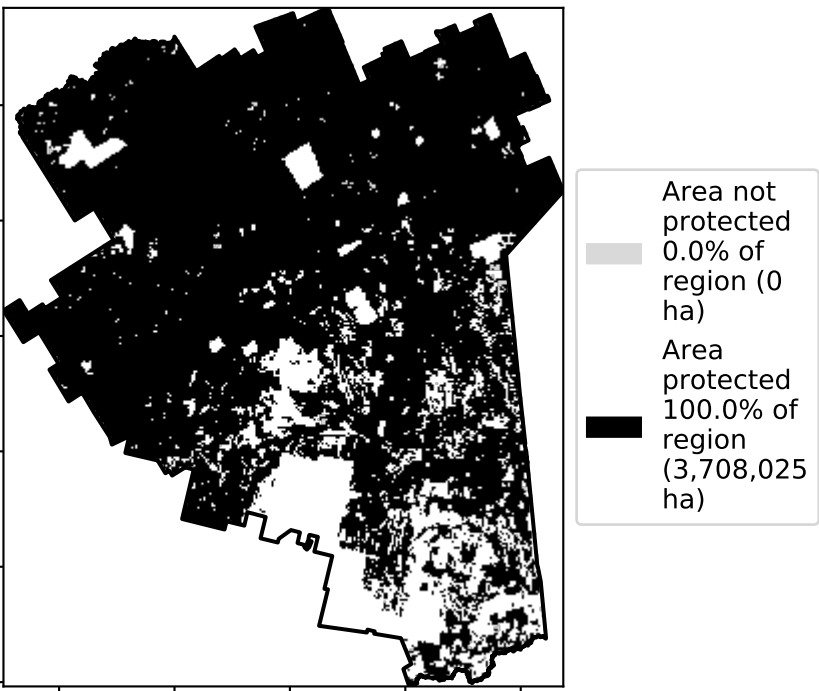 Area not
protected
0.0% of
region (0
ha)
Area
protected
100.0% of
region
(3,708,025
ha)